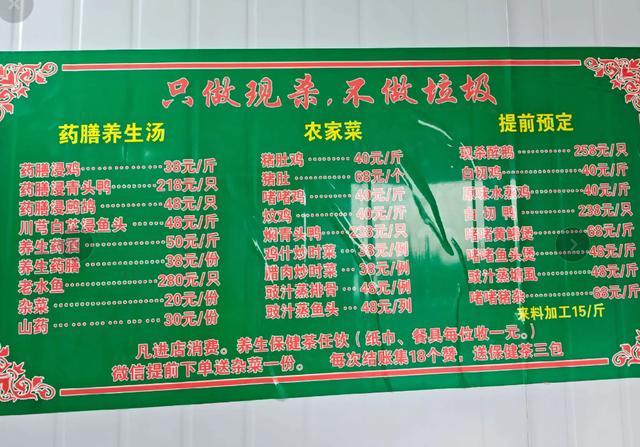 只做现杀，不做垃圾
药膳养生汤
药膳浸鸡 38元/斤
药膳浸青头鸭 218元/只
药膳浸鹧鸪 48元/只
川芎白芷浸鱼头 48元/斤
养生药酒 50元/斤
养生药膳 38元/份
老水鱼 280元/只
杂菜 20元/份
山药 30元/份
农家菜
猪肚鸡 40元/斤
猪肚 68元/个
啫啫鸡 40元/斤
炆鸡 40元/斤
焖青头鸭 238元/只
鸡什炒时菜 38元/例
腊肉炒时菜 38元/例
豉汁蒸排骨 48元/例
豉汁蒸鱼头 48元/例
提前预定
现杀醉鹅 258元/只
白切鸡 40元/斤
原味水蒸鸡 40元/斤
白切鸭 238元/只
啫啫黄鳝煲 68元/斤
啫啫鱼头煲 48元/斤
豉汁蒸塘虱 48元/斤
啫啫猪杂 68元/份
来料加工15/斤
凡进店消费。养生保健茶任饮（纸巾、餐具每位收一元。）
微信提前下单送杂菜一份。 每次结账集18个赞，送保健茶三包